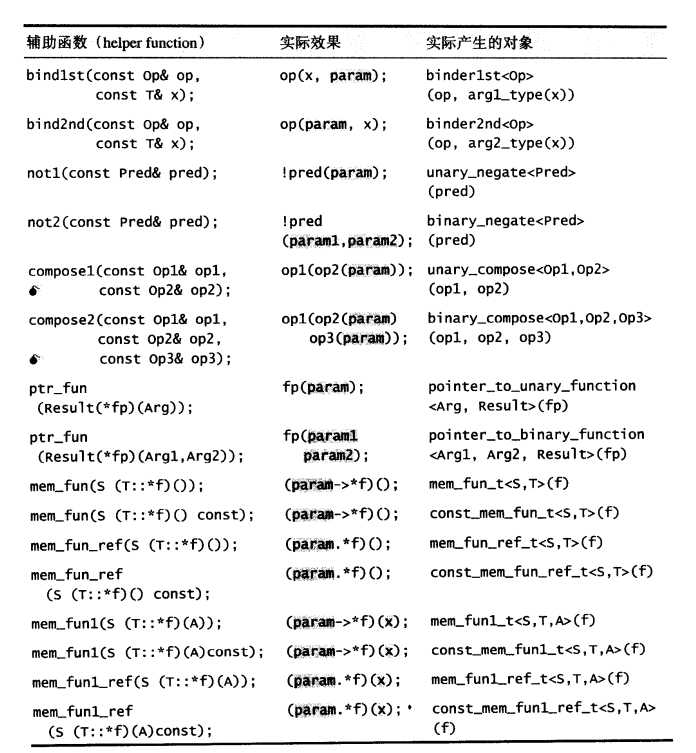 辅助函数（helper function） 实际效果 实际产生的对象
bind1st(const Op& op, op(x, param); binder1st<Op>
const T& x); (op, arg1_type(x))
bind2nd(const Op& op, op(param, x); binder2nd<Op>
const T& x); (op, arg2_type(x))
not1(const Pred& pred); !pred(param); unary_negate<Pred>
(pred)
not2(const Pred& pred); !pred binary_negate<Pred>
(param1,param2); (pred)
compose1(const Op1& op1, op1(op2(param)); unary_compose<Op1,Op2>
const Op2& op2); (op1, op2)
compose2(const Op1& op1, op1(op2(param) binary_compose<Op1,Op2,Op3>
const Op2& op2, op3(param)); (op1, op2, op3)
const Op3& op3);
ptr_fun fp(param); pointer_to_unary_function
(Result(*fp)(Arg)); <Arg, Result>(fp)
ptr_fun fp(param1 pointer_to_binary_function
(Result(*fp)(Arg1,Arg2)); param2); <Arg1, Arg2, Result>(fp)
mem_fun(S (T::*f)()); (param->*f)(); mem_fun_t<S,T>(f)
mem_fun(S (T::*f)() const); (param->*f)(); const_mem_fun_t<S,T>(f)
mem_fun_ref(S (T::*f)()); (param.*f)(); mem_fun_ref_t<S,T>(f)
mem_fun_ref (param.*f)(); const_mem_fun_ref_t<S,T>(f)
(S (T::*f)() const);
mem_fun1(S (T::*f)(A)); (param->*f)(x); mem_fun1_t<S,T,A>(f)
mem_fun1(S (T::*f)(A)const); (param->*f)(x); const_mem_fun1_t<S,T,A>(f)
mem_fun1_ref(S (T::*f)(A)); (param.*f)(x); mem_fun1_ref_t<S,T,A>(f)
mem_fun1_ref (param.*f)(x); const_mem_fun1_ref_t<S,T,A>
(S (T::*f)(A)const); (f)